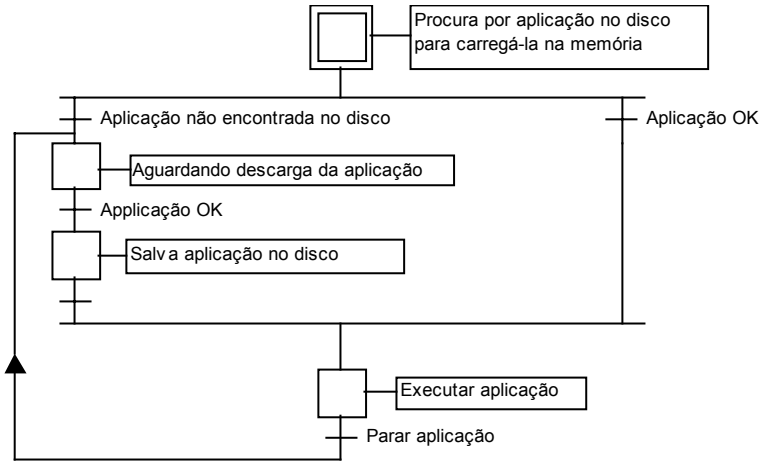 Procura por aplicação no disco
para carregá-la na memória
Aplicação não encontrada no disco
Aplicação OK
Aguardando descarga da aplicação
Applicação OK
Salva aplicação no disco
Executar aplicação
Parar aplicação